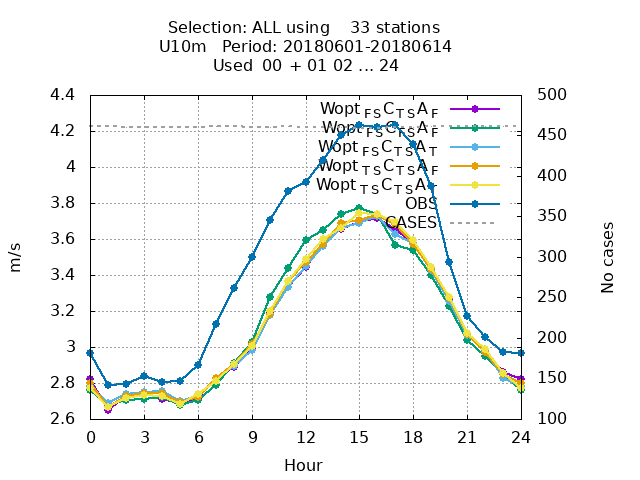 Selection: ALL using 33 stations
U10m Period: 20180601-20180614
Used 00 + 01 02 ... 24
Wopt FS C TS A F
Wopt FS C TS A
Wopt FS C TS A T
Wopt TS C TS A F
Wopt TS C TS A
OBS
CASES
4.4
4.2
4
3.8
3.6
3.4
3.2
3
2.8
2.6
500
450
400
350
300
250
200
150
100
m/s
No cases
0 3 6 9 12 15 18 21 24
Hour